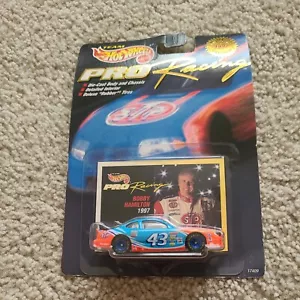 TEAM
HOT WHEELS
PRO Racing
Die-Cast Body and Chassis
Detailed Interior
Deluxe "Rubber" Tires
STP
HOT WHEELS
PRO Racing
BOBBY
HAMILTON
1997
STP
43